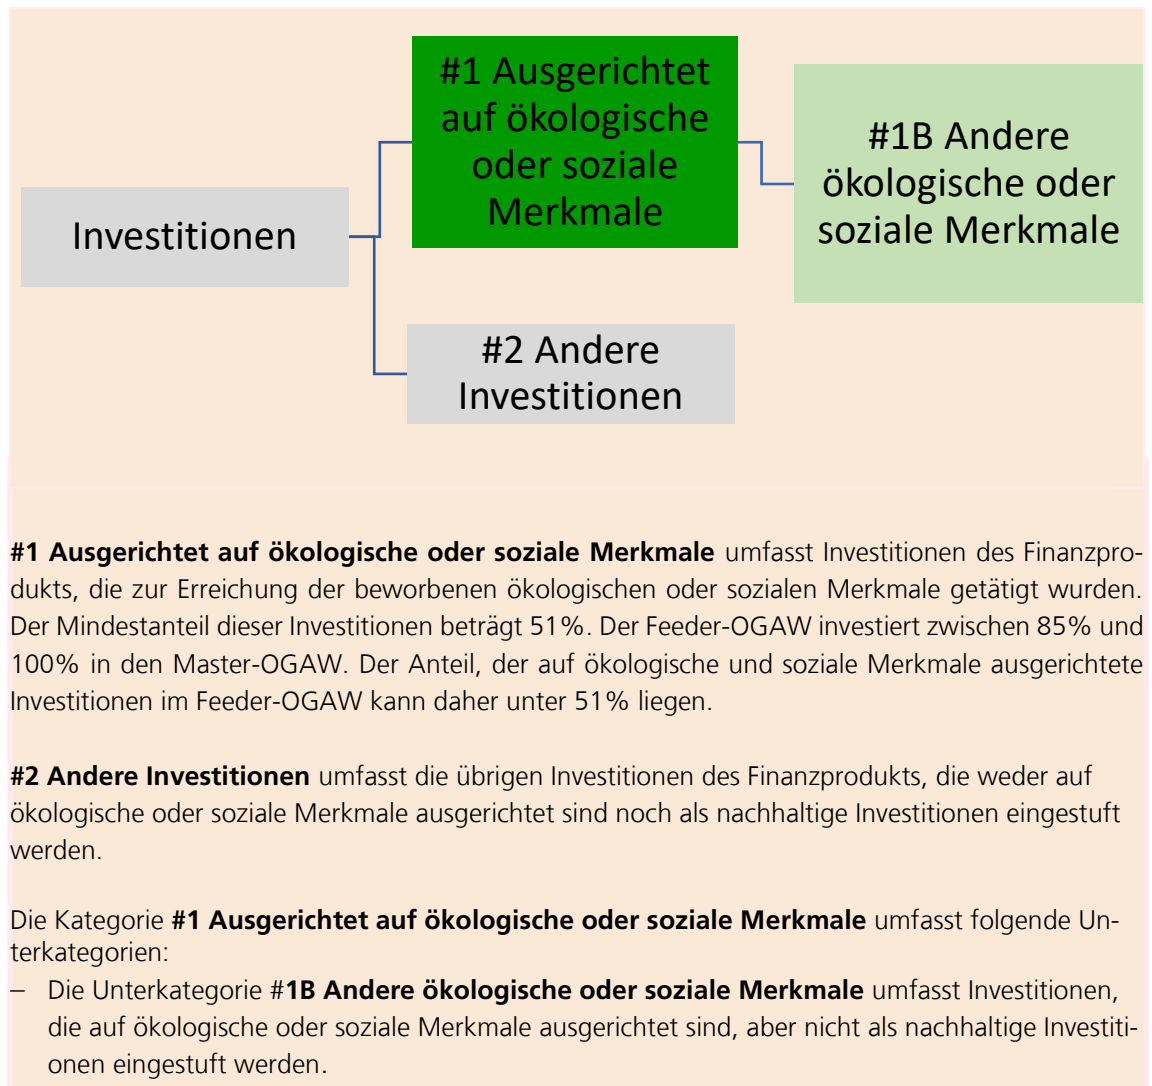 #1 Ausgerichtet
auf ökologische
oder soziale
Merkmale
#1B Andere
ökologische oder
soziale Merkmale
Investitionen
#2 Andere
Investitionen
#1 Ausgerichtet auf ökologische oder soziale Merkmale umfasst Investitionen des Finanzpro-
dukts, die zur Erreichung der beworbenen ökologischen oder sozialen Merkmale getätigt wurden.
Der Mindestanteil dieser Investitionen beträgt 51%. Der Feeder-OGAW investiert zwischen 85% und
100% in den Master-OGAW. Der Anteil, der auf ökologische und soziale Merkmale ausgerichtete
Investitionen im Feeder-OGAW kann daher unter 51% liegen.
#2 Andere Investitionen umfasst die übrigen Investitionen des Finanzprodukts, die weder auf
ökologische oder soziale Merkmale ausgerichtet sind noch als nachhaltige Investitionen eingestuft
werden.
Die Kategorie #1 Ausgerichtet auf ökologische oder soziale Merkmale umfasst folgende Un-
terkategorien:
– Die Unterkategorie #1B Andere ökologische oder soziale Merkmale umfasst Investitionen,
die auf ökologische oder soziale Merkmale ausgerichtet sind, aber nicht als nachhaltige Investiti-
onen eingestuft werden.